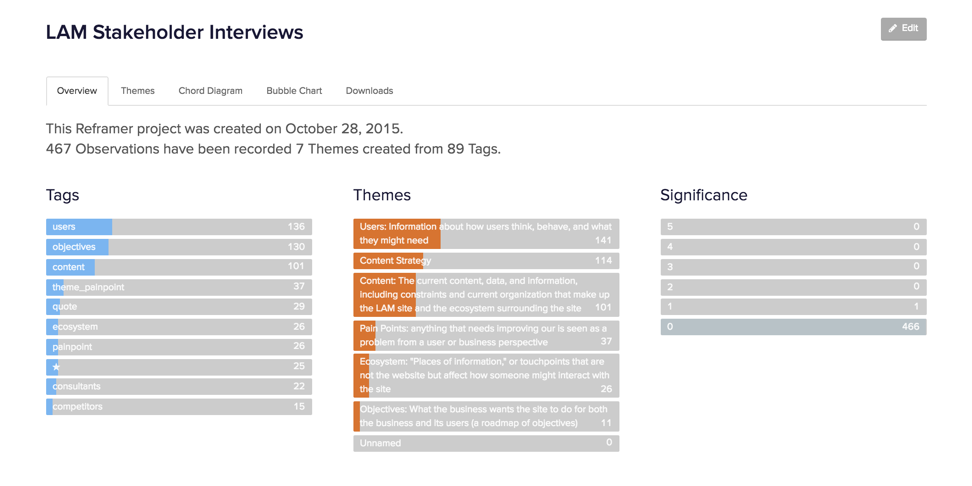 LAM Stakeholder Interviews
Edit
Overview Themes Chord Diagram Bubble Chart Downloads
This Reframer project was created on October 28, 2015.
467 Observations have been recorded 7 Themes created from 89 Tags.
Tags
users 136
objectives 130
content 101
theme_painpoint 37
quote 29
ecosystem 26
painpoint 26
★ 25
consultants 22
competitors 15
Themes
Users: Information about how users think, behave, and what
they might need 141
Content Strategy 114
Content: The current content, data, and information,
including constraints and current organization that make up
the LAM site and the ecosystem surrounding the site 101
Pain Points: anything that needs improving our is seen as a
problem from a user or business perspective 37
Ecosystem: "Places of information," or touchpoints that are
not the website but affect how someone might interact with
the site 26
Objectives: What the business wants the site to do for both
the business and its users (a roadmap of objectives) 11
Unnamed 0
Significance
5 0
4 0
3 0
2 0
1 1
0 466